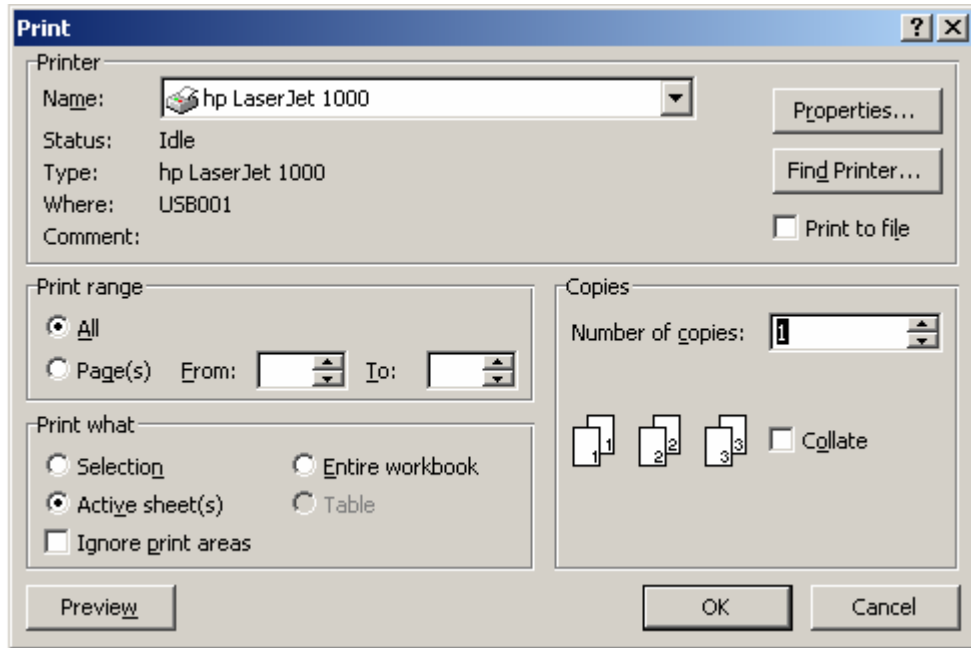 Print
Printer
Name: hp LaserJet 1000 Properties...
Status: Idle
Type: hp LaserJet 1000 Find Printer...
Where: USB001
Comment: Print to file
Print range
All
Page(s) From: To:
Copies
Number of copies: 1
1 1 2 2 3 3 Collate
Print what
Selection Entire workbook
Active sheet(s) Table
Ignore print areas
Preview OK Cancel